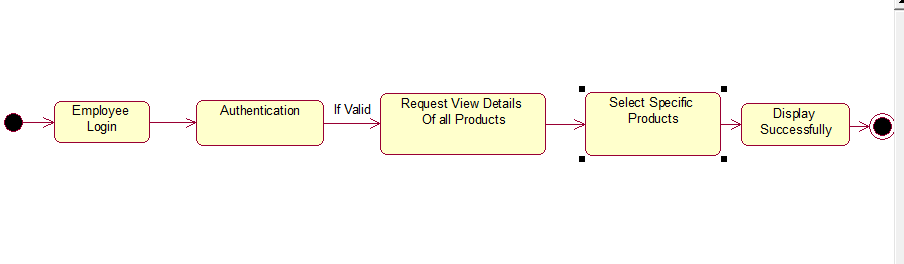 Employee
Login
Authentication
If Valid
Request View Details
Of all Products
Select Specific
Products
Display
Successfully